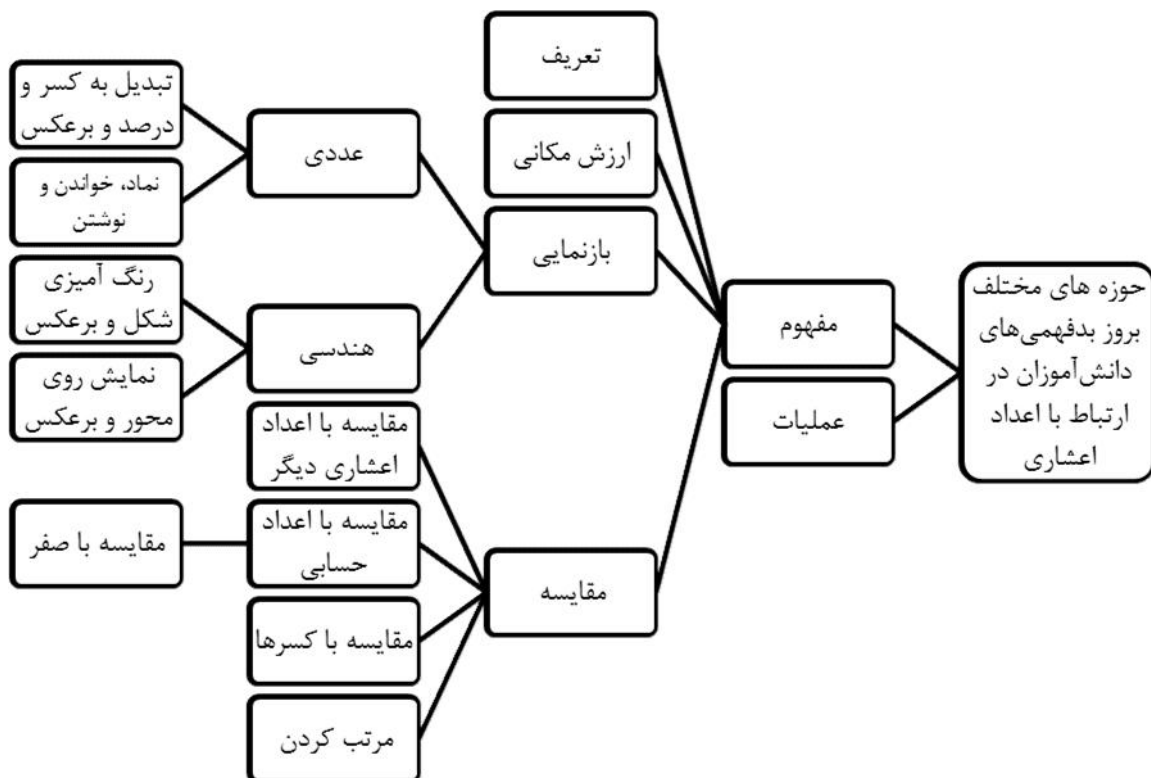 حوزه های مختلف
بروز بدفهمی‌های
دانش‌آموزان در
ارتباط با اعداد
اعشاری
مفهوم
عملیات
تعریف
ارزش مکانی
بازنمایی
مقایسه
عددی
هندسی
مقایسه با اعداد
اعشاری دیگر
مقایسه با اعداد
حسابی
مقایسه با کسرها
مرتب کردن
تبدیل به کسر و
درصد و برعکس
نماد، خواندن و
نوشتن
رنگ آمیزی
شکل و برعکس
نمایش روی
محور و برعکس
مقایسه با صفر